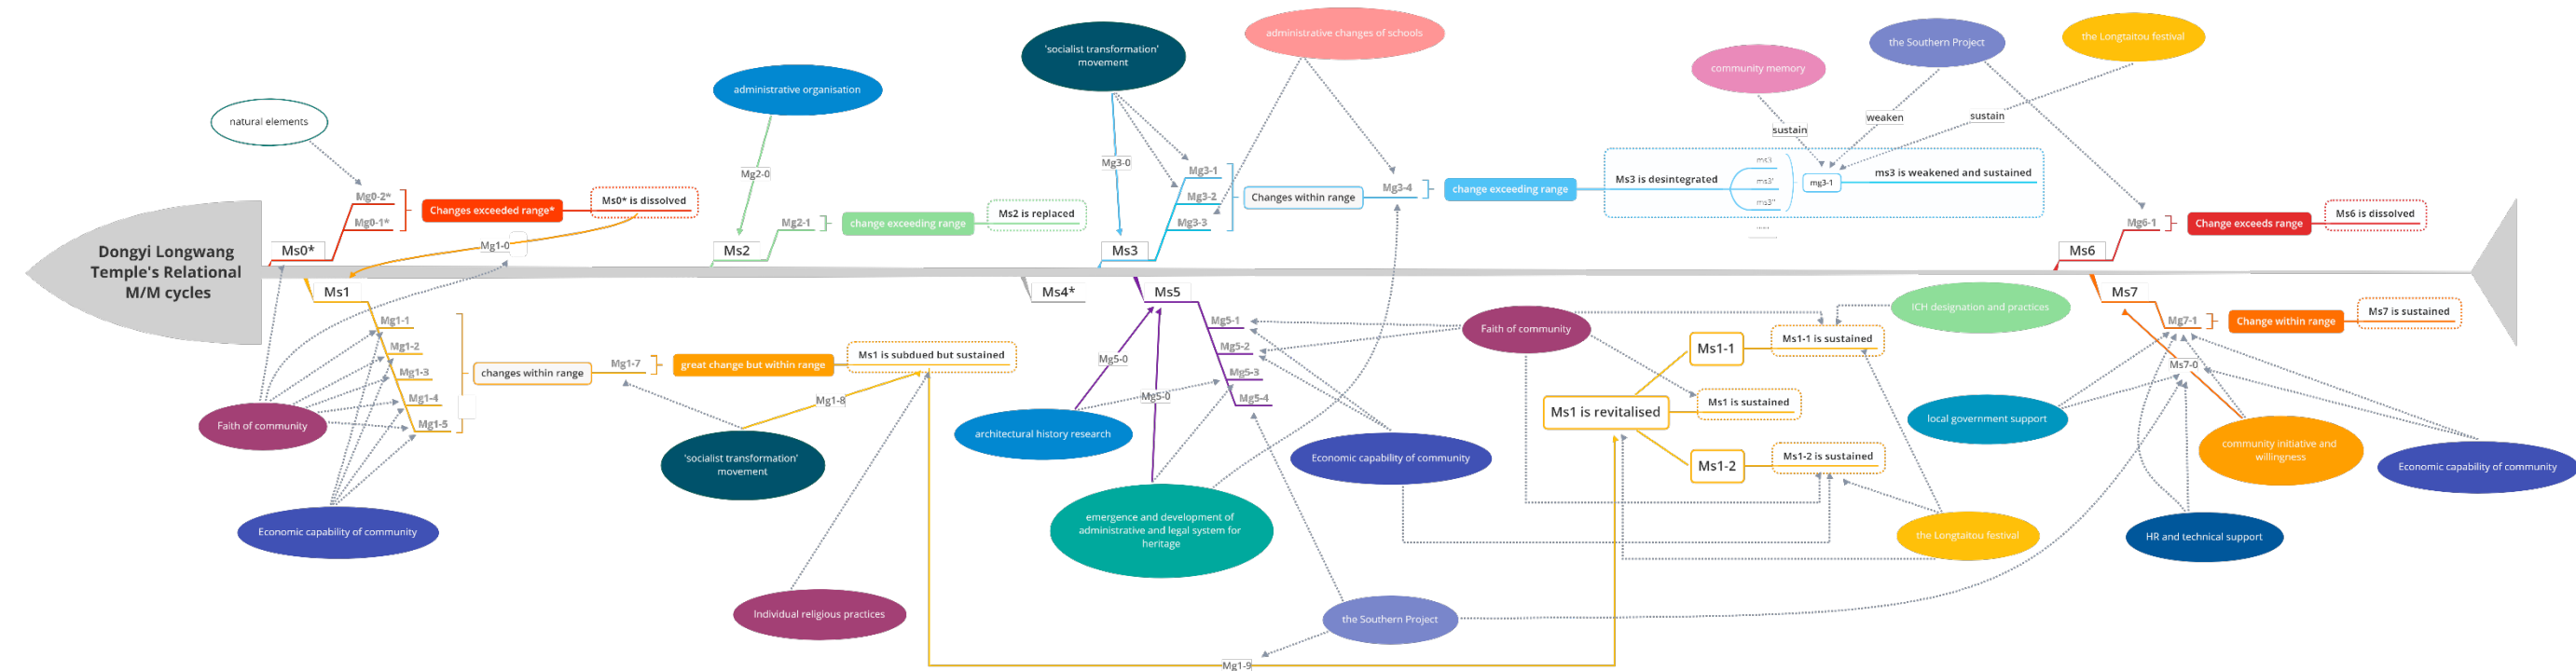 Dongyi Longwang
Temple's Relational
M/M cycles
natural elements
Mg0-2*
Mg0-1*
Changes exceeded range*
Ms0* is dissolved
Ms0*
Mg1-0
administrative organisation
Mg2-0
Mg2-1
change exceeding range
Ms2 is replaced
Ms2
'socialist transformation'
movement
administrative changes of schools
Mg3-0
Mg3-1
Mg3-2
Mg3-3
Ms3
Changes within range
Mg3-4
change exceeding range
Ms3 is desintegrated
ms3
ms3'
ms3"
mg3-1
ms3 is weakened and sustained
community memory
the Southern Project
the Longtaitou festival
sustain
weaken
sustain
Mg6-1
Change exceeds range
Ms6 is dissolved
Ms6
Ms1
Mg1-1
Mg1-2
Mg1-3
Mg1-4
Mg1-5
changes within range
Mg1-7
great change but within range
Ms1 is subdued but sustained
Mg1-8
Faith of community
Economic capability of community
'socialist transformation'
movement
Individual religious practices
Ms4*
Ms5
Mg5-0
Mg5-0
Mg5-1
Mg5-2
Mg5-3
Mg5-4
architectural history research
emergence and development of
administrative and legal system for
heritage
Economic capability of community
the Southern Project
Mg1-9
Faith of community
Ms1 is revitalised
Ms1-1
Ms1-1 is sustained
Ms1 is sustained
Ms1-2
Ms1-2 is sustained
ICH designation and practices
the Longtaitou festival
Ms7
Mg7-1
Change within range
Ms7 is sustained
Ms7-0
local government support
community initiative and
willingness
Economic capability of community
HR and technical support